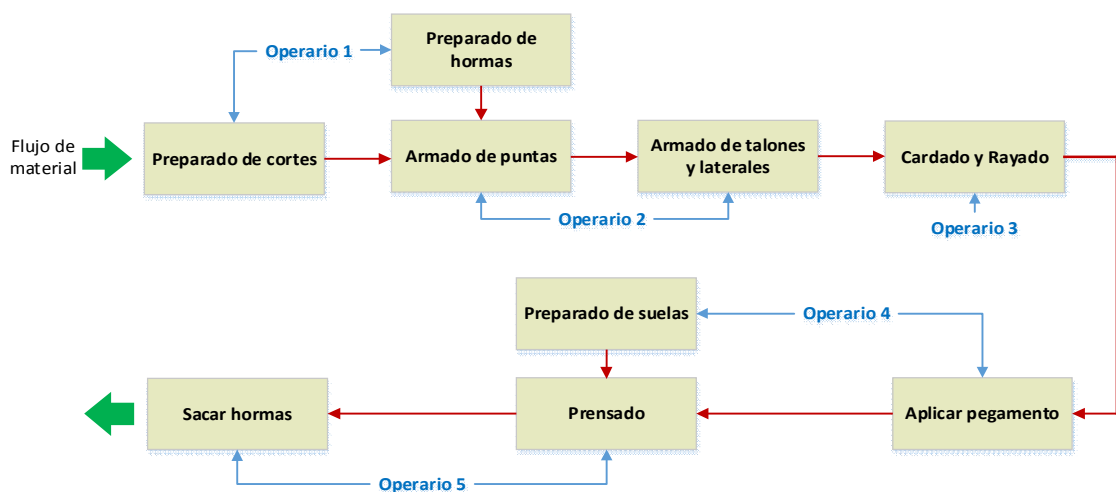 Preparado de
hormas
Operario 1
Flujo de
material
Preparado de cortes
Armado de puntas
Armado de talones
y laterales
Cardado y Rayado
Operario 2
Operario 3
Preparado de suelas
Operario 4
Sacar hormas
Prensado
Aplicar pegamento
Operario 5